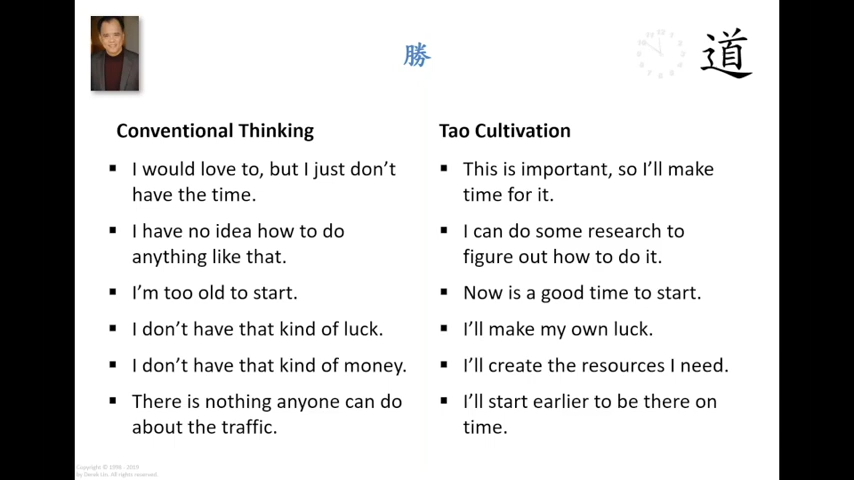 勝
道
Conventional Thinking
I would love to, but I just don't
have the time.
I have no idea how to do
anything like that.
I'm too old to start.
I don't have that kind of luck.
I don't have that kind of money.
There is nothing anyone can do
about the traffic.
Tao Cultivation
This is important, so I'll make
time for it.
I can do some research to
figure out how to do it.
Now is a good time to start.
I'll make my own luck.
I'll create the resources I need.
I'll start earlier to be there on
time.
Copyright © 1998 - 2019
by Derek Lin. All rights reserved.